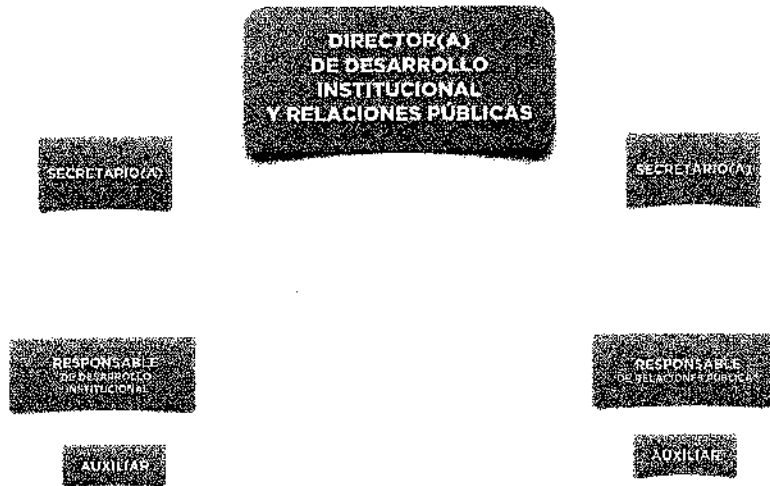 DIRECTOR(A)
DE DESARROLLO
INSTITUCIONAL
Y RELACIONES PÚBLICAS
SECRETARIO(A)
SECRETARIO(A)
RESPONSABLE
DE DESARROLLO
INSTITUCIONAL
RESPONSABLE
DE RELACIONES PÚBLICAS
AUXILIAR
AUXILIAR